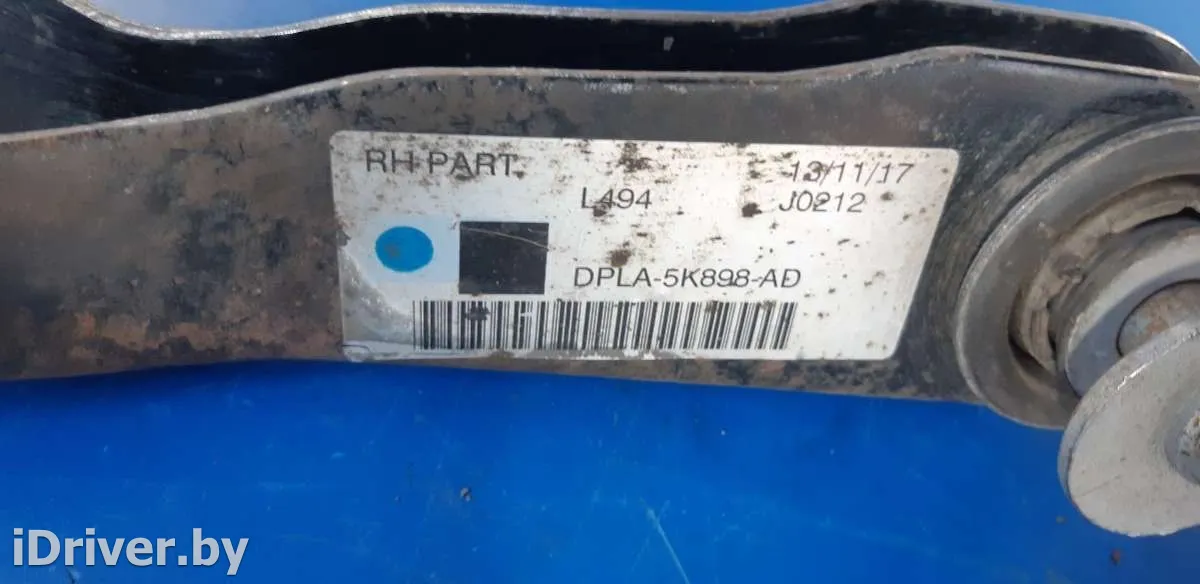 RH PART
13/11/17
L494
J0212
DPLA-5K898-AD
iDriver.by